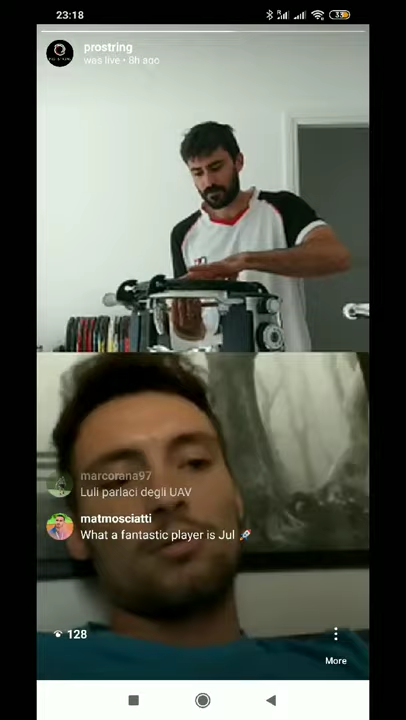 23:18
prostring
was live • 8h ago
marcorana97
Luli parlaci degli UAV
matmosciatti
What a fantastic player is Jul 🚀
128
More